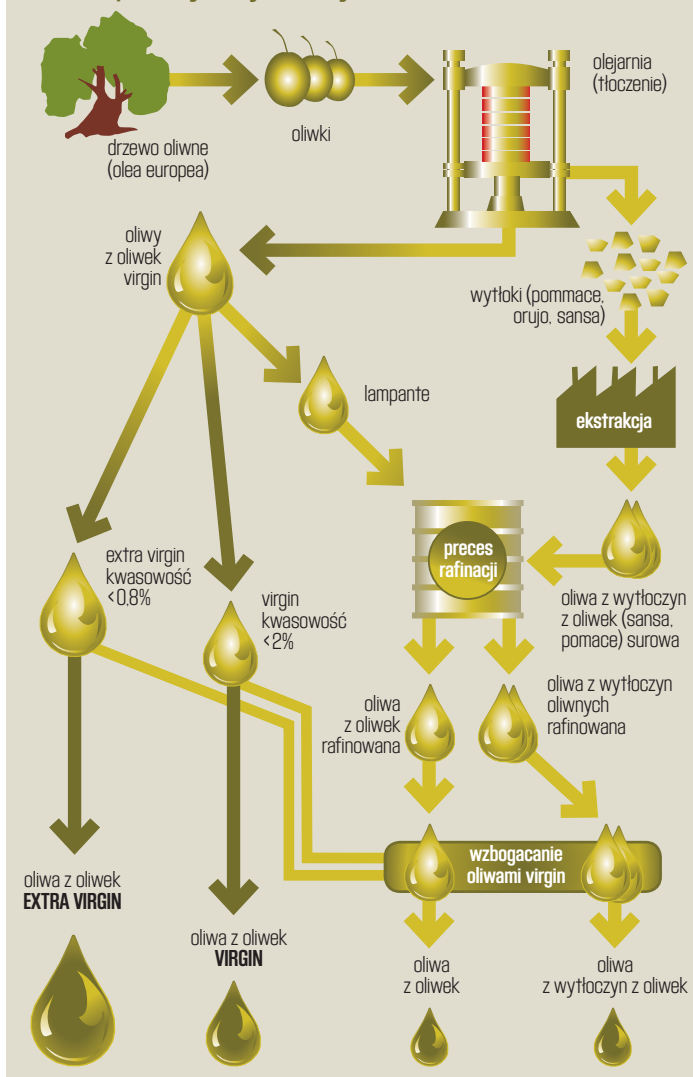 olejarnia
(tłoczenie)
oliwki
drzewo oliwne
(olea europea)
oliwy
z oliwek
virgin
wytłoki (pommace,
orujo, sansa)
lampante
ekstrakcja
extra virgin
kwasowość
<0,8%
virgin
kwasowość
<2%
preces
rafinacji
oliwa z wytłoczyn
z oliwek (sansa,
pomace) surowa
oliwa
z oliwek
rafinowana
oliwa z wytłoczyn
oliwnych
rafinowana
wzbogacanie
oliwami virgin
oliwa z oliwek
EXTRA VIRGIN
oliwa z oliwek
VIRGIN
oliwa
z oliwek
oliwa
z wytłoczyn z oliwek